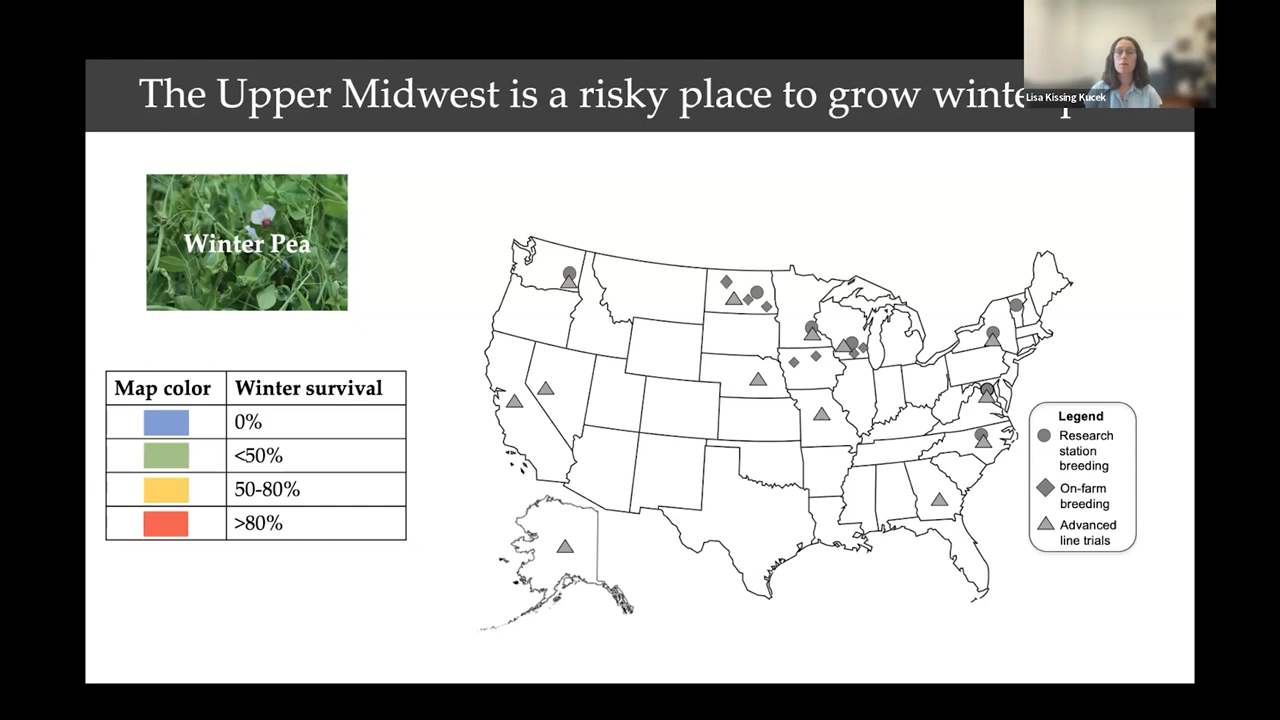 The Upper Midwest is a risky place to grow winte
Lisa Kissing Kucek
Winter Pea
Map color Winter survival
0%
<50%
50-80%
>80%
Legend
Research
station
breeding
On-farm
breeding
Advanced
line trials